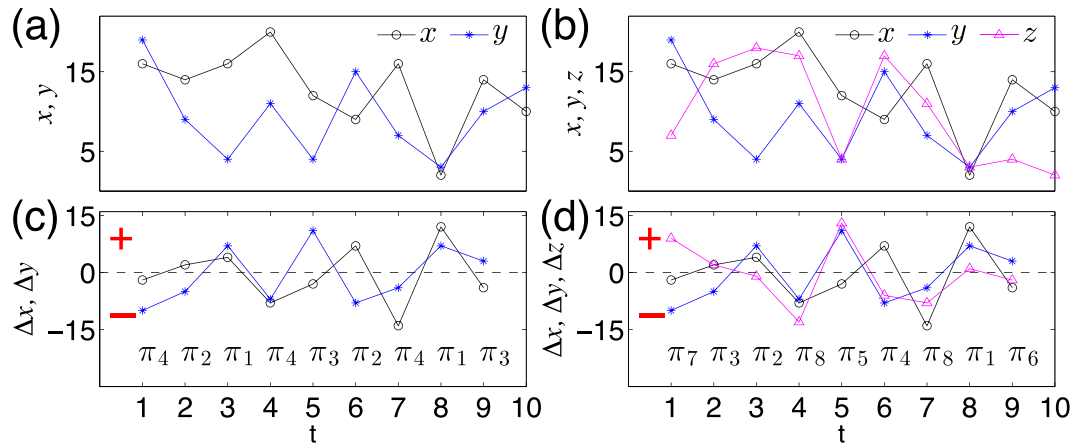 (a)
x y
15
5
x, y
(b)
x y z
15
5
x, y, z
(c)
15
0
−15
Δx, Δy
+
−
π4 π2 π1 π4 π3 π2 π4 π1 π3
1 2 3 4 5 6 7 8 9 10
t
(d)
15
0
−15
Δx, Δy, Δz
+
−
π7 π3 π2 π8 π5 π4 π8 π1 π6
1 2 3 4 5 6 7 8 9 10
t